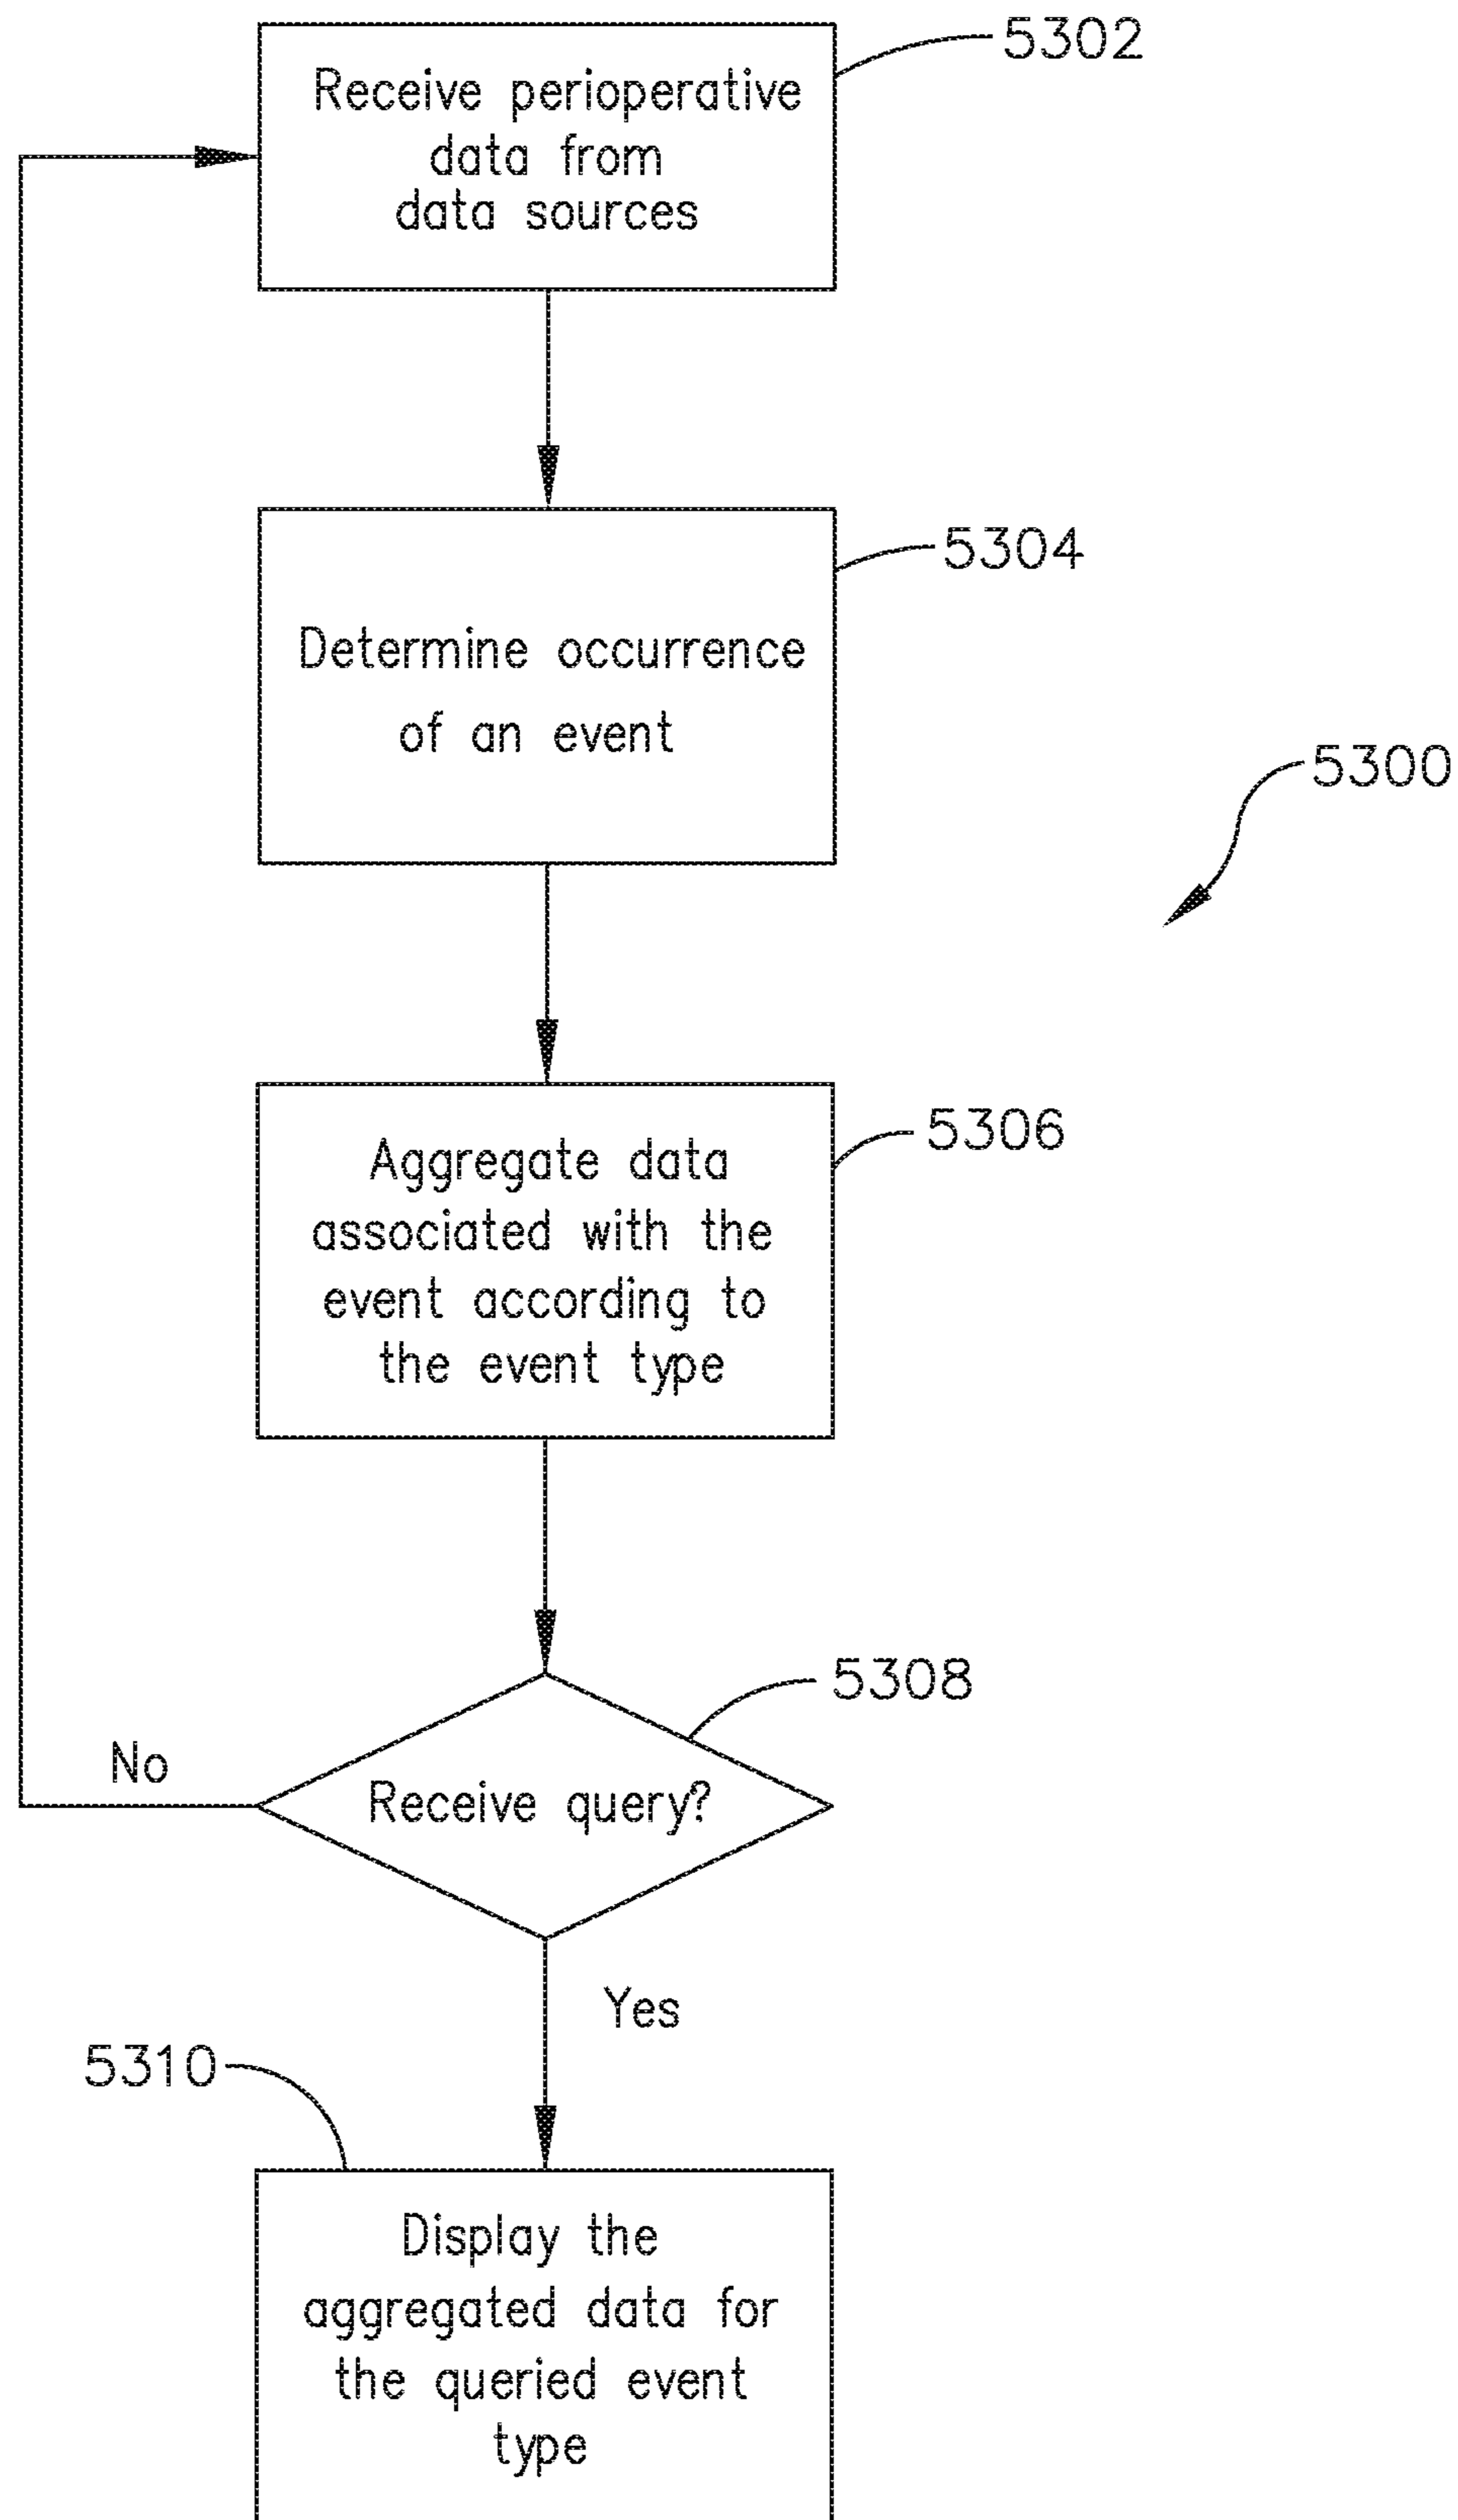 5302
Receive perioperative
data from
data sources
5304
Determine occurrence
of an event
5300
5306
Aggregate data
associated with the
event according to
the event type
5308
No
Receive query?
Yes
5310
Display the
aggregated data for
the queried event
type